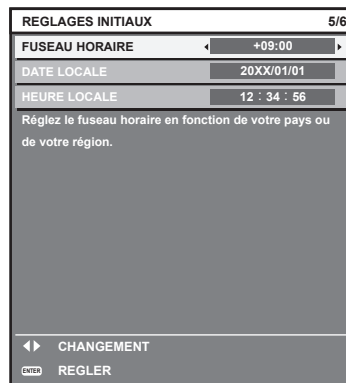 REGLAGES INITIAUX 5/6
FUSEAU HORAIRE +09:00
DATE LOCALE 20XX/01/01
HEURE LOCALE 12 : 34 : 56
Réglez le fuseau horaire en fonction de votre pays ou
de votre région.
CHANGEMENT
ENTER REGLER